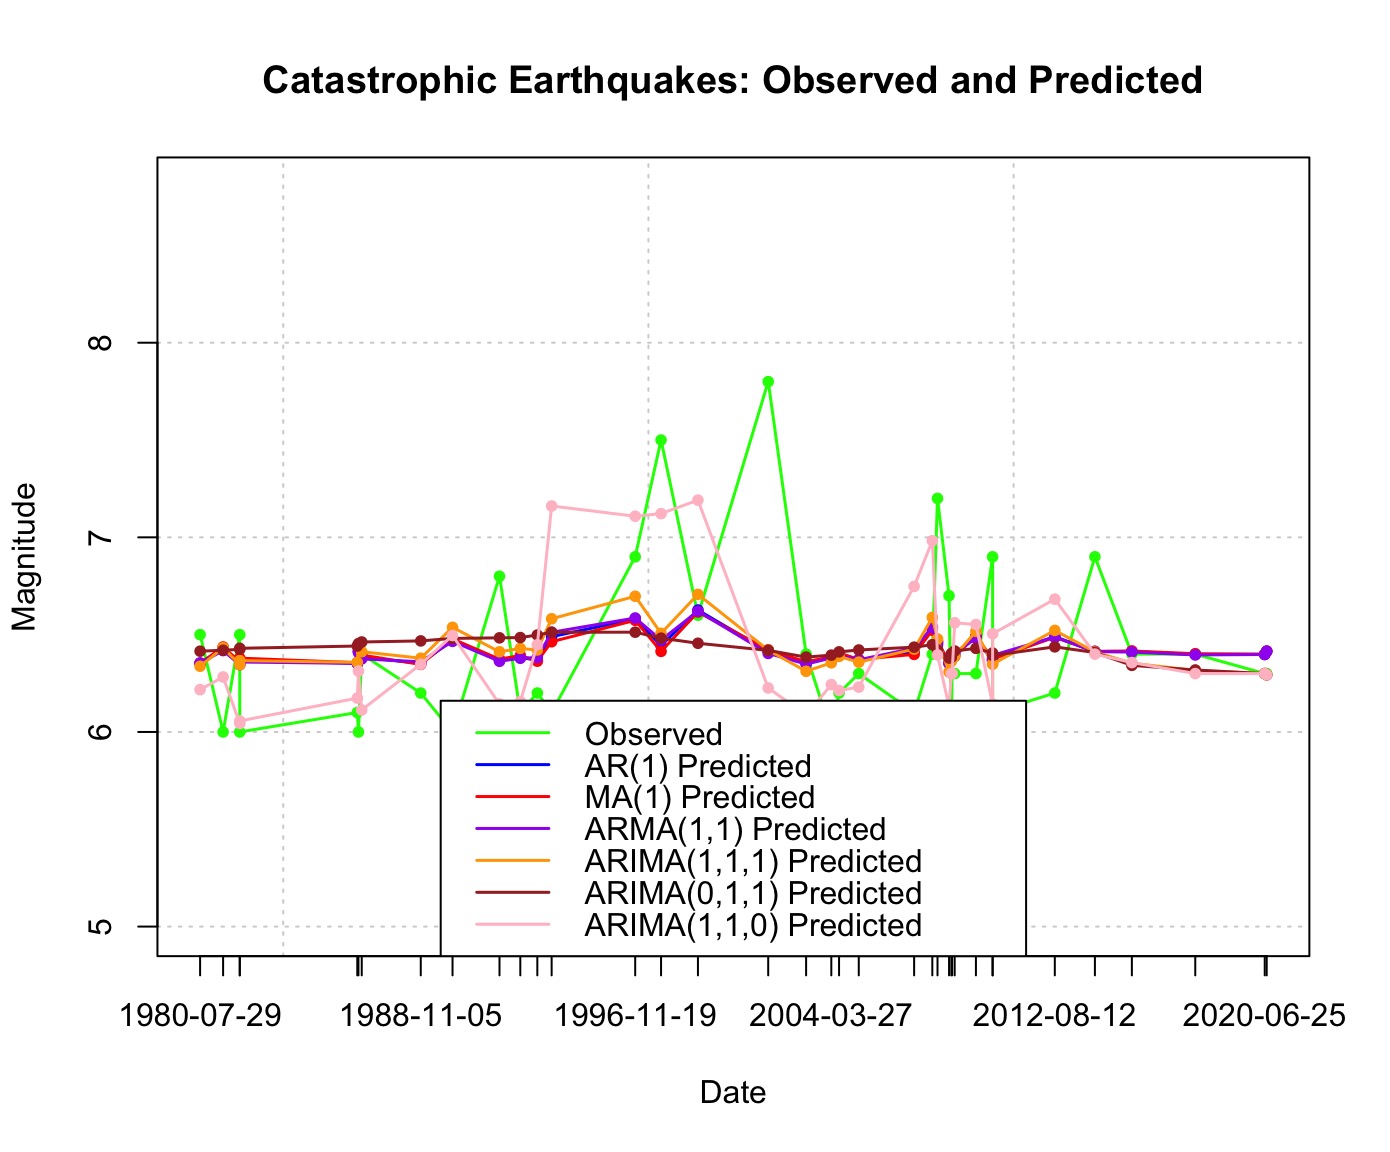 Catastrophic Earthquakes: Observed and Predicted
Magnitude
8
7
6
5
Observed
AR(1) Predicted
MA(1) Predicted
ARMA(1,1) Predicted
ARIMA(1,1,1) Predicted
ARIMA(0,1,1) Predicted
ARIMA(1,1,0) Predicted
1980-07-29 1988-11-05 1996-11-19 2004-03-27 2012-08-12 2020-06-25
Date